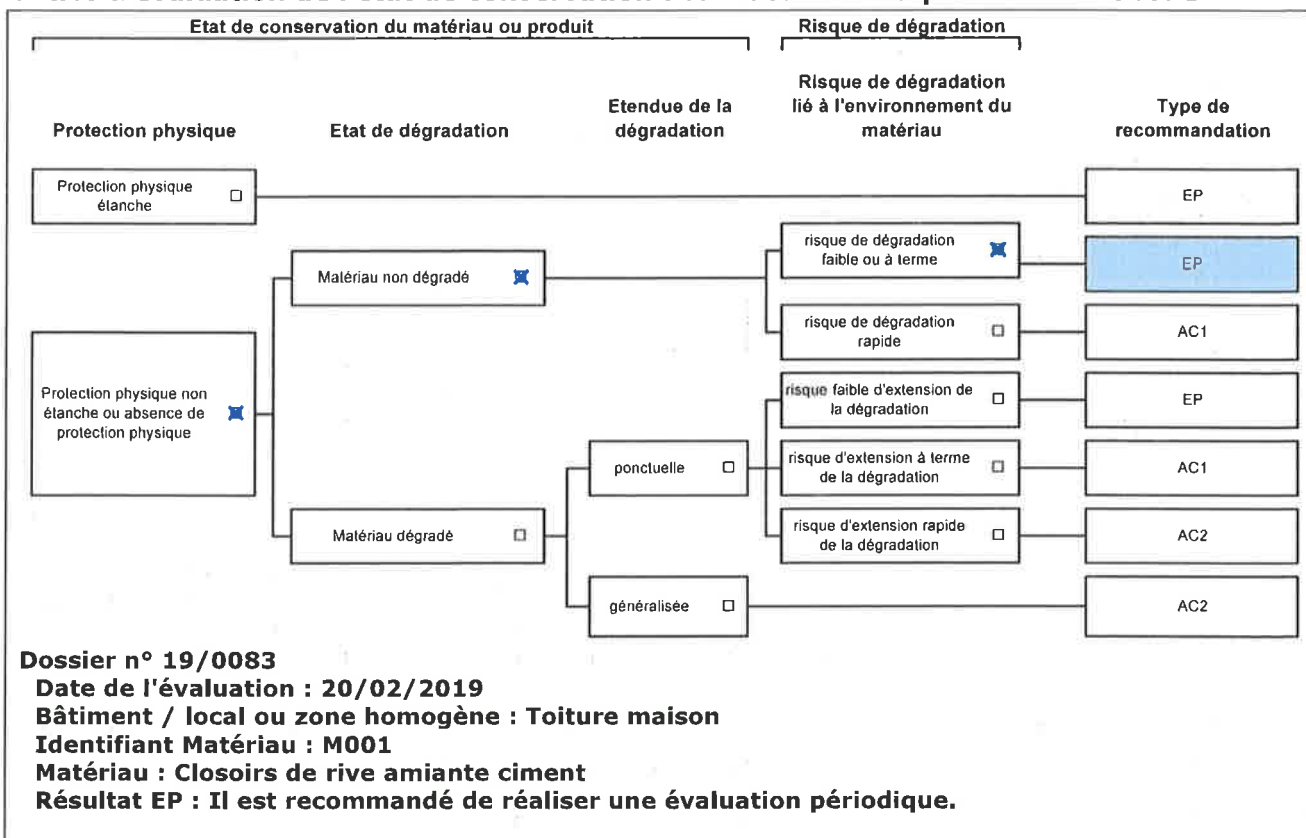 Etat de conservation du matériau ou produit
Risque de dégradation
Protection physique
Etat de dégradation
Etendue de la
dégradation
Risque de dégradation
lié à l'environnement du
matériau
Type de
recommandation
Protection physique
étanche
EP
Matériau non dégradé
risque de dégradation
faible ou à terme
EP
risque de dégradation
rapide
AC1
Protection physique non
étanche ou absence de
protection physique
risque faible d'extension de
la dégradation
EP
ponctuelle
risque d'extension à terme
de la dégradation
AC1
Matériau dégradé
risque d'extension rapide
de la dégradation
AC2
généralisée
AC2
Dossier n° 19/0083
Date de l'évaluation : 20/02/2019
Bâtiment / local ou zone homogène : Toiture maison
Identifiant Matériau : M001
Matériau : Closoirs de rive amiante ciment
Résultat EP : Il est recommandé de réaliser une évaluation périodique.